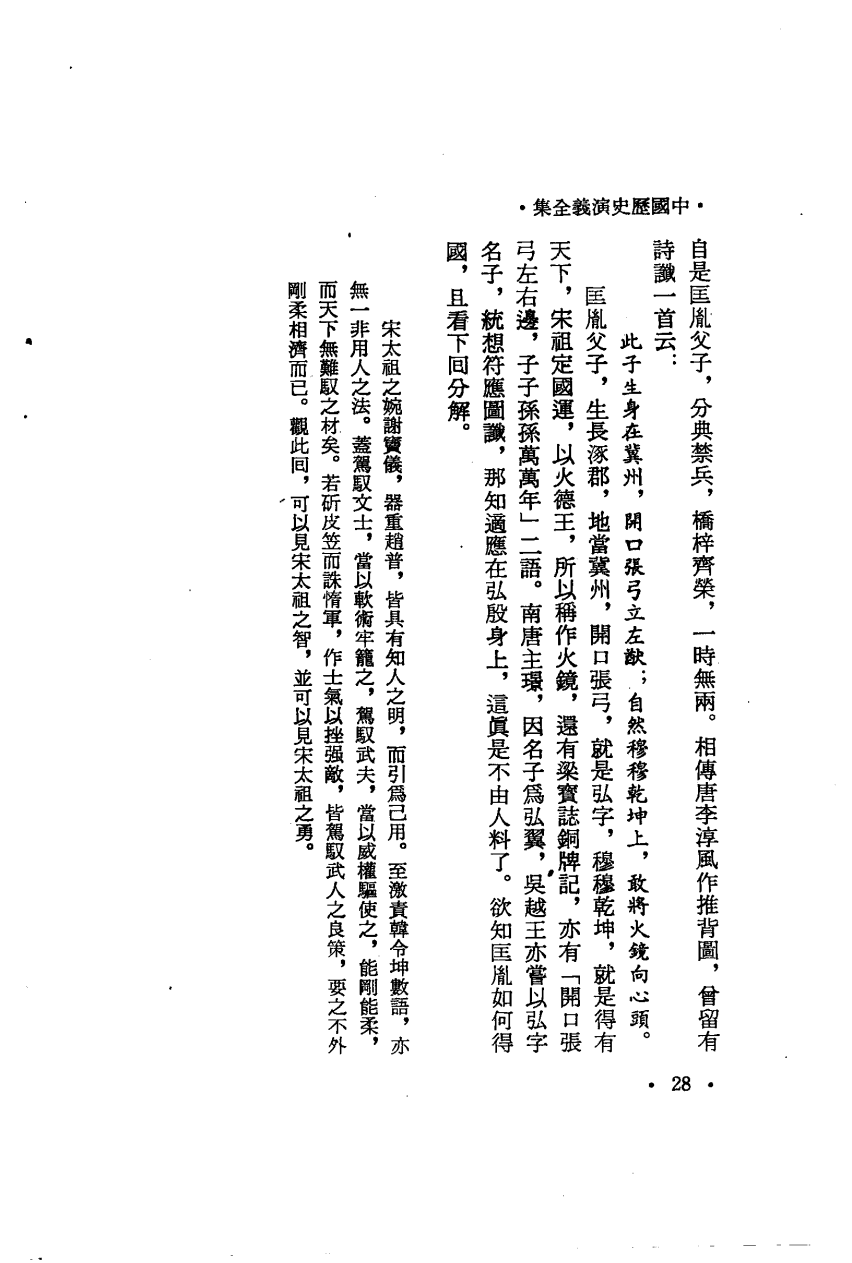 ·中國歷史演義全集·
自是匡胤父子，分典禁兵，橋梓齊榮，一時無兩。相傳唐李淳風作推背圖，曾留有
詩讖一首云：
此子生身在冀州，開口張弓立左猷；自然穆穆乾坤上，敢將火鏡向心頭。
匡胤父子，生長涿郡，地當冀州，開口張弓，就是弘字，穆穆乾坤，就是得有
天下，宋祖定國運，以火德王，所以稱作火鏡，還有梁寶誌銅牌記，亦有「開口張
弓左右邊，子子孫孫萬萬年」二語。南唐主璟，因名子爲弘翼，吳越王亦嘗以弘字
名子，統想符應圖讖，那知適應在弘殷身上，這眞是不由人料了。欲知匡胤如何得
國，且看下囘分解。
宋太祖之婉謝竇儀，器重趙普，皆具有知人之明，而引爲己用。至激責韓令坤數語，亦
無一非用人之法。蓋駕馭文士，當以軟術牢籠之，駕馭武夫，當以威權驅使之，能剛能柔，
而天下無難馭之材矣。若斫皮笠而誅惰軍，作士氣以挫强敵，皆駕馭武人之良策，要之不外
剛柔相濟而已。觀此囘，可以見宋太祖之智，並可以見宋太祖之勇。
·28·